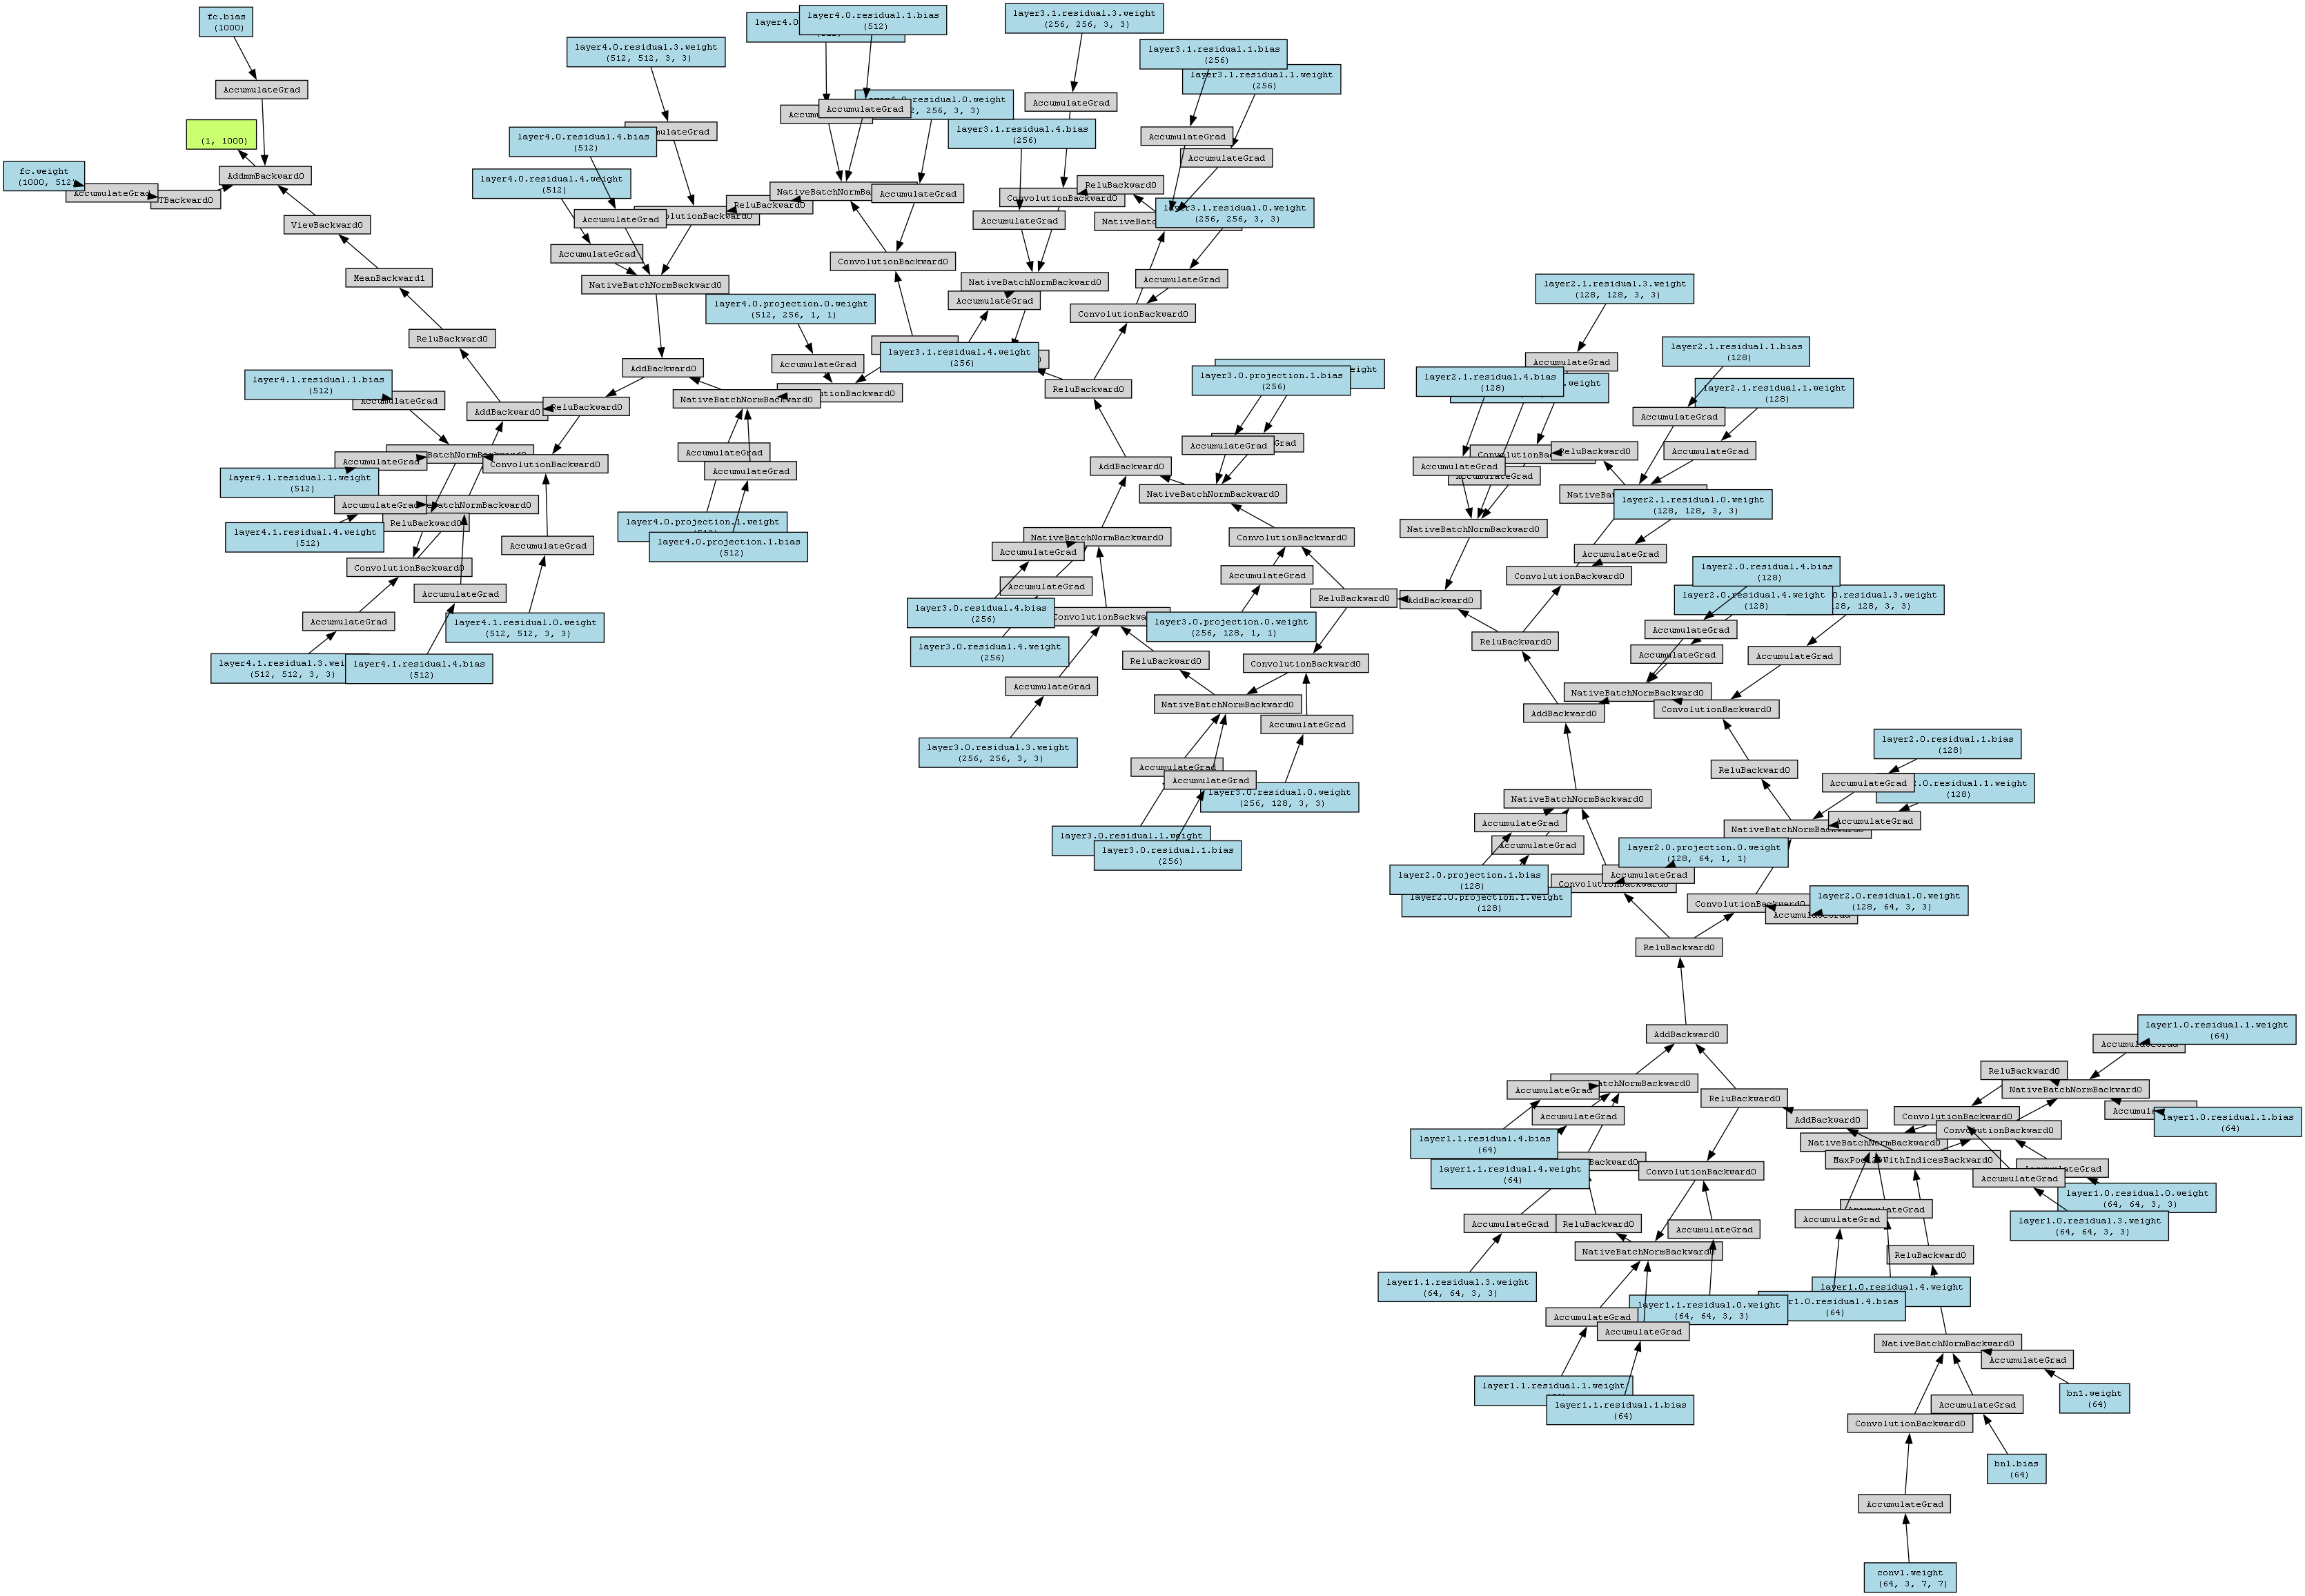 fc.bias
(1000)
AccumulateGrad
(1, 1000)
fc.weight
(1000, 512)
AccumulateGrad
TBackward0
AddmmBackward0
ViewBackward0
MeanBackward1
ReluBackward0
AddBackward0
ReluBackward0
layer4.1.residual.1.bias
(512)
AccumulateGrad
BatchNormBackward0
AccumulateGrad
layer4.1.residual.1.weight
(512)
ConvolutionBackward0
AccumulateGrad
BatchNormBackward0
ReluBackward0
layer4.1.residual.4.weight
(512)
AccumulateGrad
ConvolutionBackward0
AccumulateGrad
AccumulateGrad
layer4.1.residual.0.weight
(512, 512, 3, 3)
layer4.1.residual.3.wei
(512, 512, 3, 3)
layer4.1.residual.4.bias
(512)
layer4.0.residual.3.weight
(512, 512, 3, 3)
layer4.0
layer4.0.residual.1.bias
(512)
layer4.0.residual.4.bias
(512)
layer4.0.residual.4.weight
(512)
AccumulateGrad
AccumulateGrad
ReluBackward0
AccumulateGrad
residual.0.weight
256, 3, 3)
AccumulateGrad
ConvolutionBackward0
NativeBatchNormBackward0
layer4.0.projection.0.weight
(512, 256, 1, 1)
AccumulateGrad
AddBackward0
NativeBatchNormBackward0
AccumulateGrad
AccumulateGrad
layer4.0.projection.1.weight
layer4.0.projection.1.bias
(512)
layer3.1.residual.3.weight
(256, 256, 3, 3)
AccumulateGrad
layer3.1.residual.1.bias
(256)
layer3.1.residual.1.weight
(256)
layer3.1.residual.4.bias
(256)
AccumulateGrad
AccumulateGrad
ReluBackward0
ConvolutionBackward0
AccumulateGrad
layer3.1.residual.0.weight
(256, 256, 3, 3)
NativeBatchNormBackward0
AccumulateGrad
AccumulateGrad
ConvolutionBackward0
layer3.1.residual.4.weight
(256)
ReluBackward0
layer3.0.projection.1.bias
(256)
AccumulateGrad
AddBackward0
NativeBatchNormBackward0
NativeBatchNormBackward0
AccumulateGrad
ConvolutionBackward0
AccumulateGrad
AccumulateGrad
ReluBackward0
layer3.0.residual.4.bias
(256)
layer3.0.projection.0.weight
(256, 128, 1, 1)
layer3.0.residual.4.weight
(256)
ReluBackward0
ConvolutionBackward0
AccumulateGrad
NativeBatchNormBackward0
AccumulateGrad
layer3.0.residual.3.weight
(256, 256, 3, 3)
AccumulateGrad
AccumulateGrad
layer3.0.residual.0.weight
(256, 128, 3, 3)
layer3.0.residual.1.weight
layer3.0.residual.1.bias
(256)
layer2.1.residual.3.weight
(128, 128, 3, 3)
AccumulateGrad
layer2.1.residual.1.bias
(128)
layer2.1.residual.4.bias
(128)
layer2.1.residual.1.weight
(128)
AccumulateGrad
ReluBackward0
AccumulateGrad
AccumulateGrad
AccumulateGrad
layer2.1.residual.0.weight
(128, 128, 3, 3)
NativeBatchNormBackward0
AccumulateGrad
ConvolutionBackward0
AddBackward0
ReluBackward0
layer2.0.residual.4.bias
(128)
layer2.0.residual.4.weight
(128)
.0.residual.3.weight
128, 128, 3, 3)
AccumulateGrad
AccumulateGrad
AccumulateGrad
NativeBatchNormBackward0
AddBackward0
ConvolutionBackward0
ReluBackward0
layer2.0.residual.1.bias
(128)
AccumulateGrad
.0.residual.1.weight
(128)
NativeBatchNormBackward0
AccumulateGrad
AccumulateGrad
NativeBatchNormBackward0
AccumulateGrad
layer2.0.projection.0.weight
(128, 64, 1, 1)
layer2.0.projection.1.bias
(128)
AccumulateGrad
layer2.0.projection.1.weight
(128)
ConvolutionBackward0
layer2.0.residual.0.weight
(128, 64, 3, 3)
ReluBackward0
AddBackward0
layer1.0.residual.1.weight
(64)
ReluBackward0
NativeBatchNormBackward0
AccumulateGrad
AccumulateGrad
ReluBackward0
AddBackward0
ConvolutionBackward0
layer1.0.residual.1.bias
(64)
ConvolutionBackward0
NativeBatchNormBackward0
MaxPool2DWithIndicesBackward0
layer1.1.residual.4.bias
(64)
layer1.1.residual.4.weight
(64)
ConvolutionBackward0
AccumulateGrad
AccumulateGrad
layer1.0.residual.0.weight
(64, 64, 3, 3)
layer1.0.residual.3.weight
(64, 64, 3, 3)
AccumulateGrad
AccumulateGrad
AccumulateGrad
ReluBackward0
AccumulateGrad
NativeBatchNormBackward0
ReluBackward0
layer1.1.residual.3.weight
(64, 64, 3, 3)
layer1.0.residual.4.weight
layer1.1.residual.0.weight
(64, 64, 3, 3)
r1.0.residual.4.bias
(64)
AccumulateGrad
AccumulateGrad
NativeBatchNormBackward0
AccumulateGrad
layer1.1.residual.1.weight
layer1.1.residual.1.bias
(64)
bn1.weight
(64)
AccumulateGrad
ConvolutionBackward0
bn1.bias
(64)
AccumulateGrad
conv1.weight
(64, 3, 7, 7)